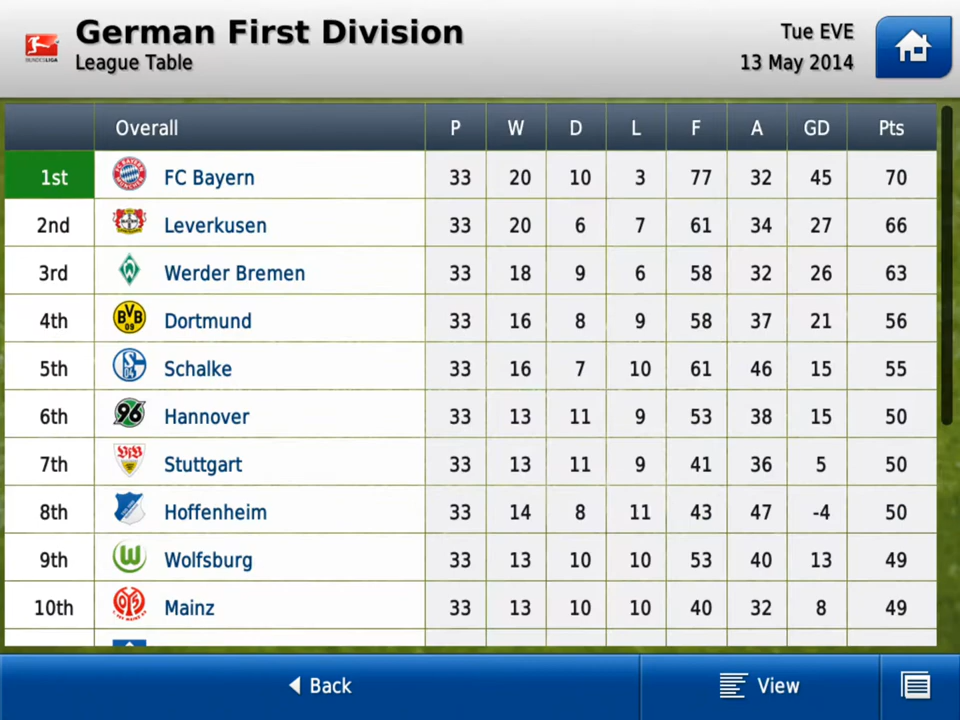 German First Division
League Table
Tue EVE
13 May 2014
BUNDESLIGA
Overall P W D L F A GD Pts
1st FC Bayern 33 20 10 3 77 32 45 70
2nd Leverkusen 33 20 6 7 61 34 27 66
3rd Werder Bremen 33 18 9 6 58 32 26 63
4th BVB 09 Dortmund 33 16 8 9 58 37 21 56
5th Schalke 33 16 7 10 61 46 15 55
6th 96 Hannover 33 13 11 9 53 38 15 50
7th VfB Stuttgart 33 13 11 9 41 36 5 50
8th Hoffenheim 33 14 8 11 43 47 -4 50
9th W Wolfsburg 33 13 10 10 53 40 13 49
10th Mainz 33 13 10 10 40 32 8 49
Back
View